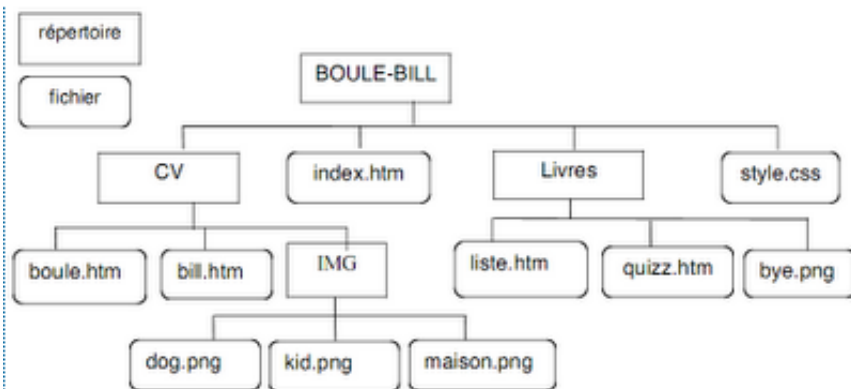 répertoire
fichier
BOULE-BILL
CV
index.htm
Livres
style.css
boule.htm
bill.htm
IMG
liste.htm
quizz.htm
bye.png
dog.png
kid.png
maison.png